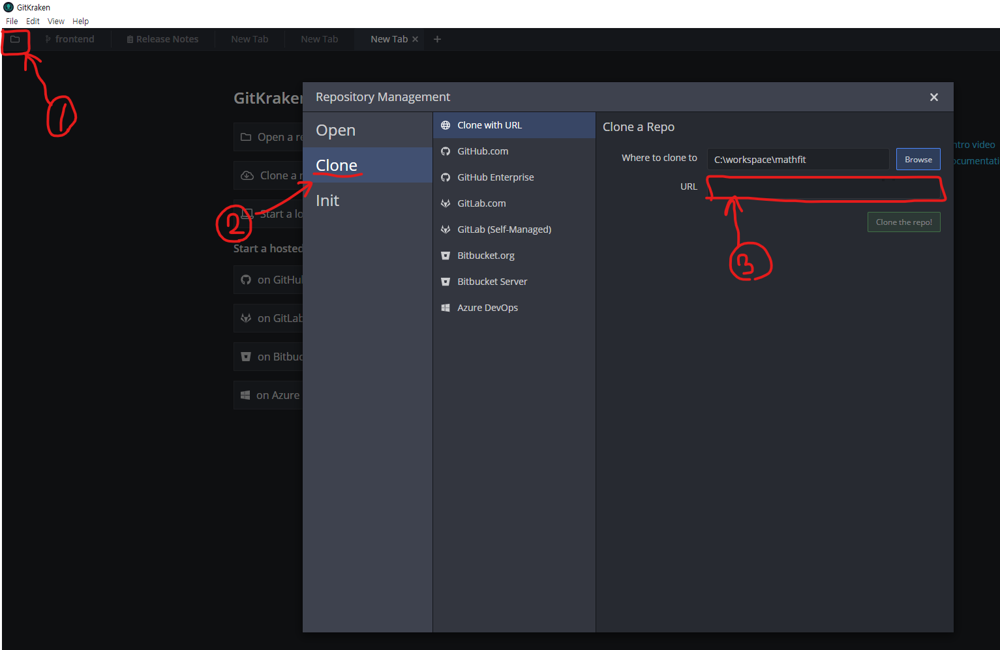 GitKraken
File Edit View Help
frontend Release Notes New Tab New Tab New Tab × +
1
GitKraken
Repository Management ×
Open a re
Clone a r
Start a lo
Start a hosted
on GitHu
on GitLab
on Bitbuc
on Azure
Open
Clone
Init
2
Clone with URL
GitHub.com
GitHub Enterprise
GitLab.com
GitLab (Self-Managed)
Bitbucket.org
Bitbucket Server
Azure DevOps
Clone a Repo
Where to clone to C:\workspace\mathfit Browse
URL
Clone the repo!
3
ntro video
ocumentati